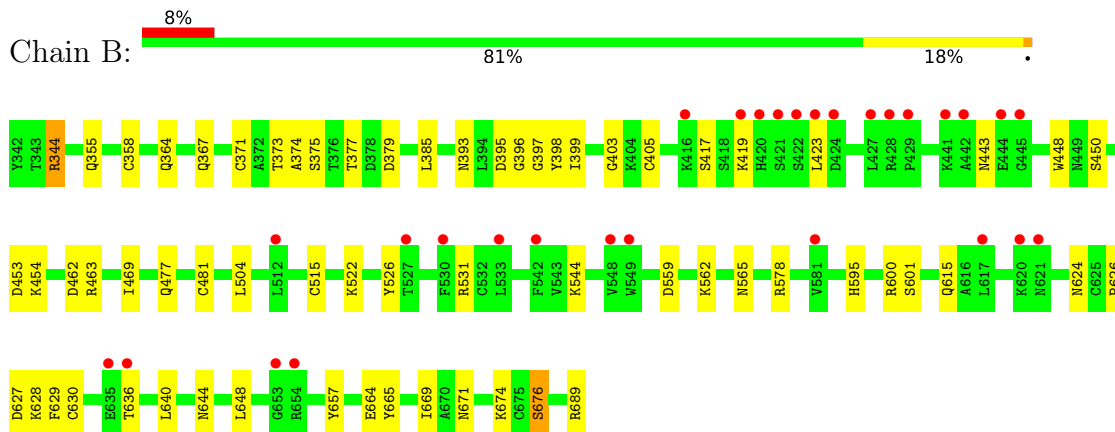 8%
Chain B:
81% 18% •
Y342 T343 R344 Q355 C358 Q364 Q367 C371 A372 T373 A374 S375 T376 T377 D378 D379 L385 N393 L394 D395 G396 G397 Y398 I399 G403 K404 C405 K416 S417 S418 K419 H420 S421 S422 L423 D424 L427 R428 P429 K441 A442 N443 E444 G445 W448 N449 S450
D453 K454 D462 R463 I469 Q477 C481 L504 L512 C515 K522 Y526 T527 F530 R531 C532 L533 F542 V543 K544 V548 W549 D559 K562 N565 R578 V581 H595 R600 S601 Q615 A616 L617 K620 N621 N624 C625 R626
D627 K628 F629 C630 E635 T636 L640 N644 L648 G653 R654 Y657 E664 Y665 I669 A670 N671 K674 C675 S676 R689